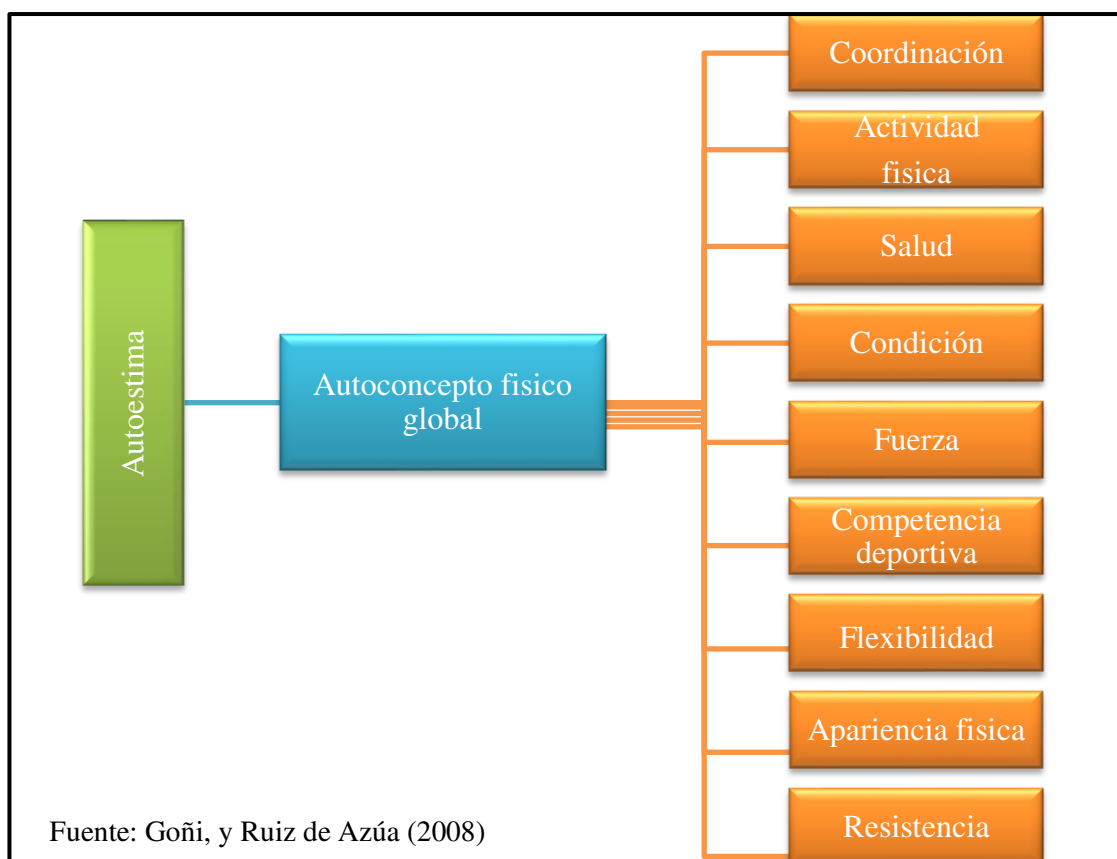 Autoestima
Autoconcepto fisico
global
Coordinación
Actividad
fisica
Salud
Condición
Fuerza
Competencia
deportiva
Flexibilidad
Apariencia fisica
Resistencia
Fuente: Goñi, y Ruiz de Azúa (2008)